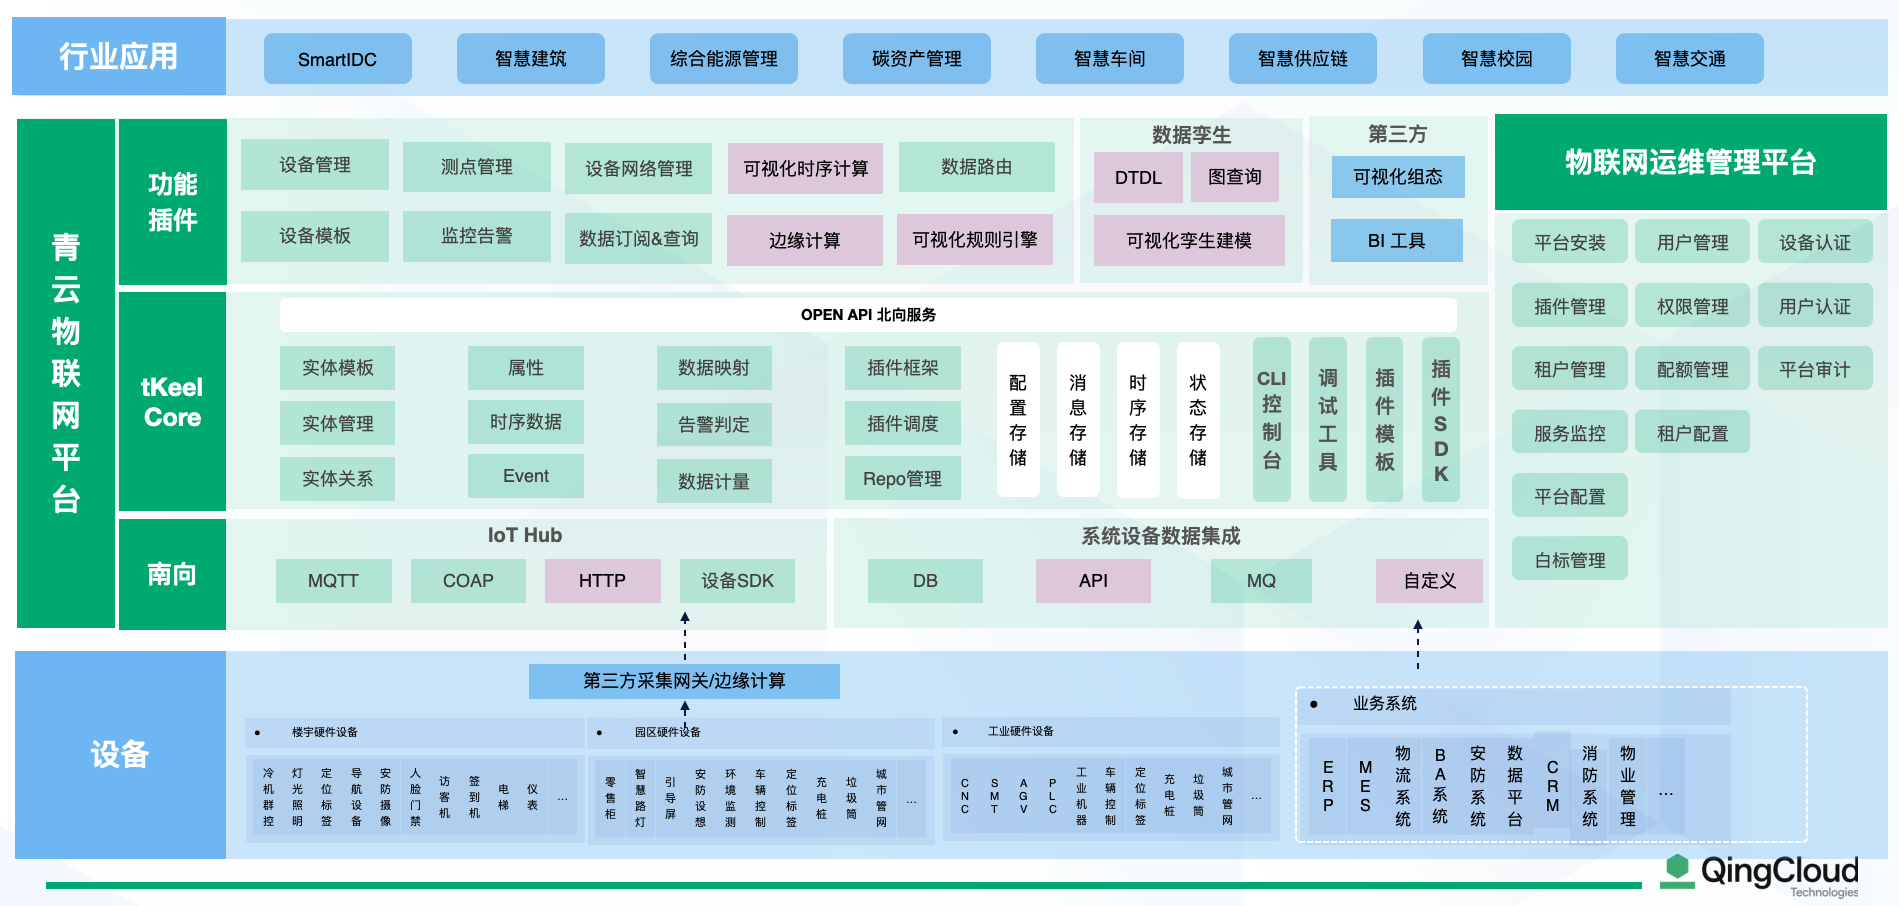 行业应用
SmartIDC
智慧建筑
综合能源管理
碳资产管理
智慧车间
智慧供应链
智慧校园
智慧交通
青云物联网平台
功能
插件
设备管理
测点管理
设备网络管理
可视化时序计算
数据路由
设备模板
监控告警
数据订阅&查询
边缘计算
可视化规则引擎
数据孪生
DTDL
图查询
可视化孪生建模
第三方
可视化组态
BI 工具
tKeel
Core
OPEN API 北向服务
实体模板
属性
数据映射
插件框架
实体管理
时序数据
告警判定
插件调度
实体关系
Event
数据计量
Repo管理
配置存储
消息存储
时序存储
状态存储
CLI控制台
调试工具
插件模板
插件SDK
南向
IoT Hub
MQTT
COAP
HTTP
设备SDK
系统设备数据集成
DB
API
MQ
自定义
物联网运维管理平台
平台安装
用户管理
设备认证
插件管理
权限管理
用户认证
租户管理
配额管理
平台审计
服务监控
租户配置
平台配置
白标管理
设备
第三方采集网关/边缘计算
● 楼宇硬件设备
冷机群控
灯光照明
定位标签
导航设备
安防摄像
人脸门禁
访客机
签到机
电梯
仪表
...
● 园区硬件设备
零售柜
智慧路灯
引导屏
安防设想
环境监测
车辆控制
定位标签
充电桩
垃圾筒
城市管网
...
● 工业硬件设备
CNC
SMT
AGV
PLC
工业机器
车辆控制
定位标签
充电桩
垃圾筒
城市管网
...
● 业务系统
ERP
MES
物流系统
BA系统
安防系统
数据平台
CRM
消防系统
物业管理
...
QingCloud
Technologies